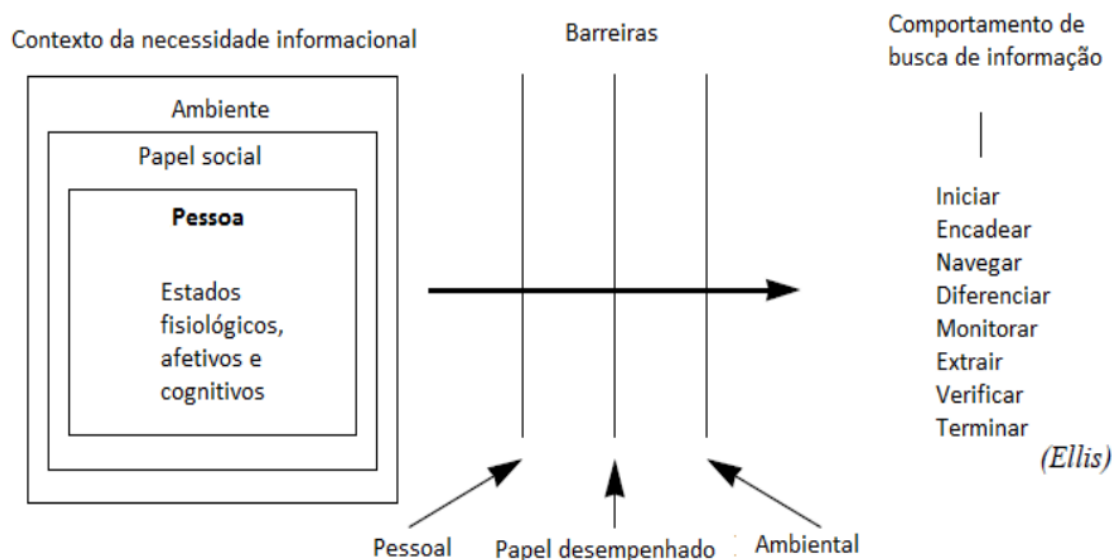 Contexto da necessidade informacional
Ambiente
Papel social
Pessoa
Estados
fisiológicos,
afetivos e
cognitivos
Barreiras
Pessoal
Papel desempenhado
Ambiental
Comportamento de
busca de informação
Iniciar
Encadear
Navegar
Diferenciar
Monitorar
Extrair
Verificar
Terminar
(Ellis)